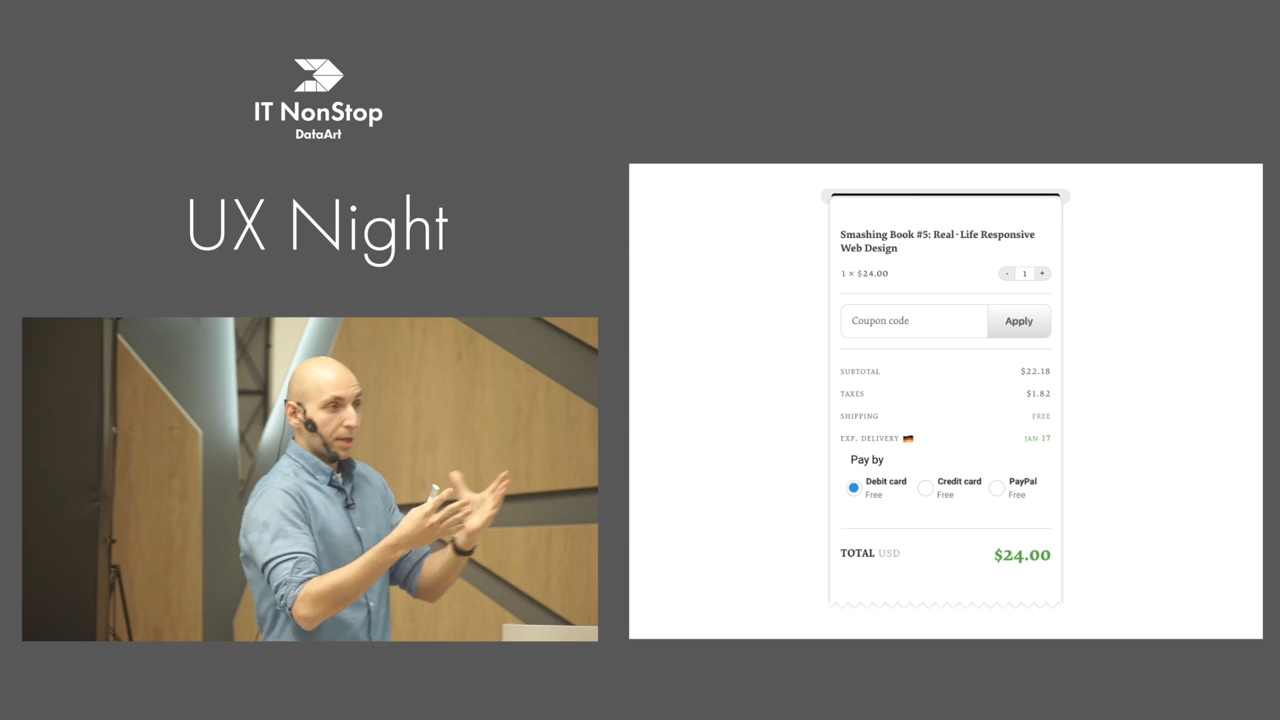 IT NonStop
DataArt
UX Night
Smashing Book #5: Real-Life Responsive
Web Design
1 × $24.00
- 1 +
Coupon code
Apply
SUBTOTAL $22.18
TAXES $1.82
SHIPPING FREE
EXP. DELIVERY JAN 17
Pay by
Debit card Credit card PayPal
Free Free Free
TOTAL USD $24.00